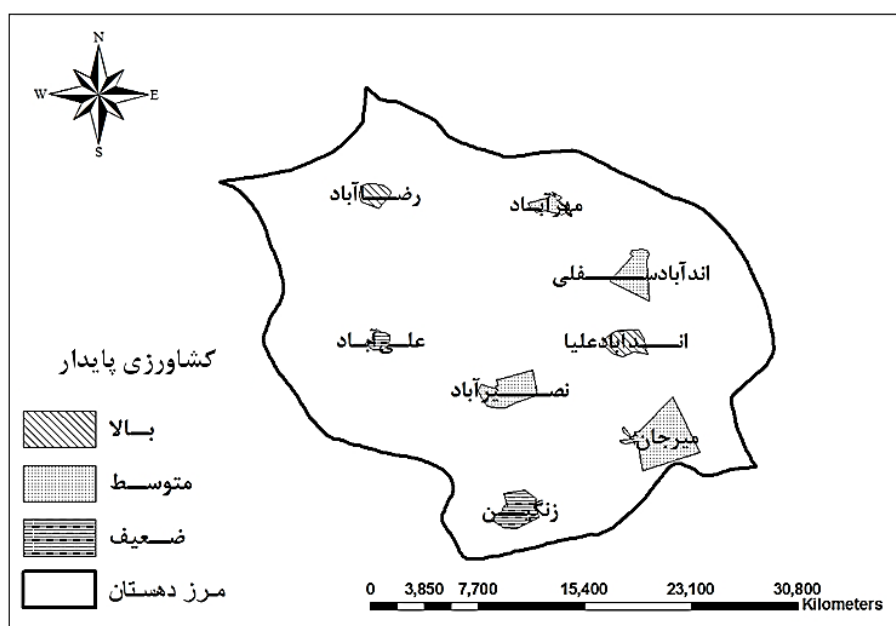 N
W E
S
رضاآباد
مهرآباد
اندآبادسفلی
اندآبادعلیا
علی‌آباد
نصیرآباد
میرجان
زنگین
کشاورزی پایدار
بالا
متوسط
ضعیف
مرز دهستان
0 3,850 7,700 15,400 23,100 30,800
Kilometers